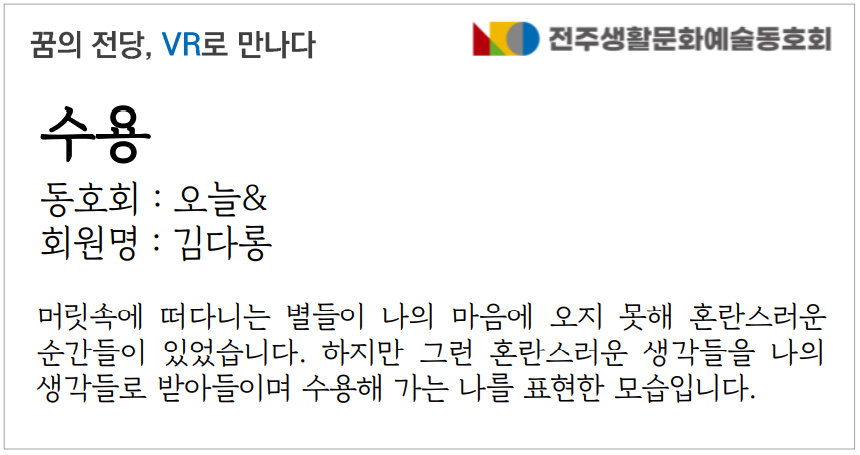 꿈의 전당, VR로 만나다
전주생활문화예술동호회
수용
동호회 : 오늘&
회원명 : 김다롱
머릿속에 떠다니는 별들이 나의 마음에 오지 못해 혼란스러운
순간들이 있었습니다. 하지만 그런 혼란스러운 생각들을 나의
생각들로 받아들이며 수용해 가는 나를 표현한 모습입니다.